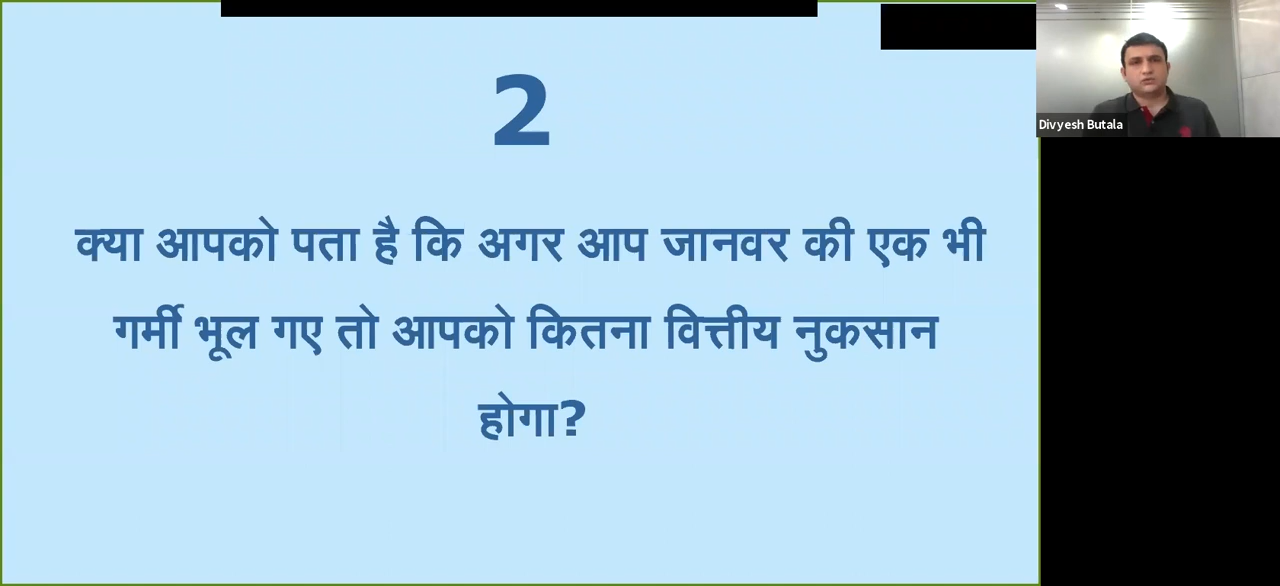 2
क्या आपको पता है कि अगर आप जानवर की एक भी
गर्मी भूल गए तो आपको कितना वित्तीय नुकसान
होगा?
Divyesh Butala